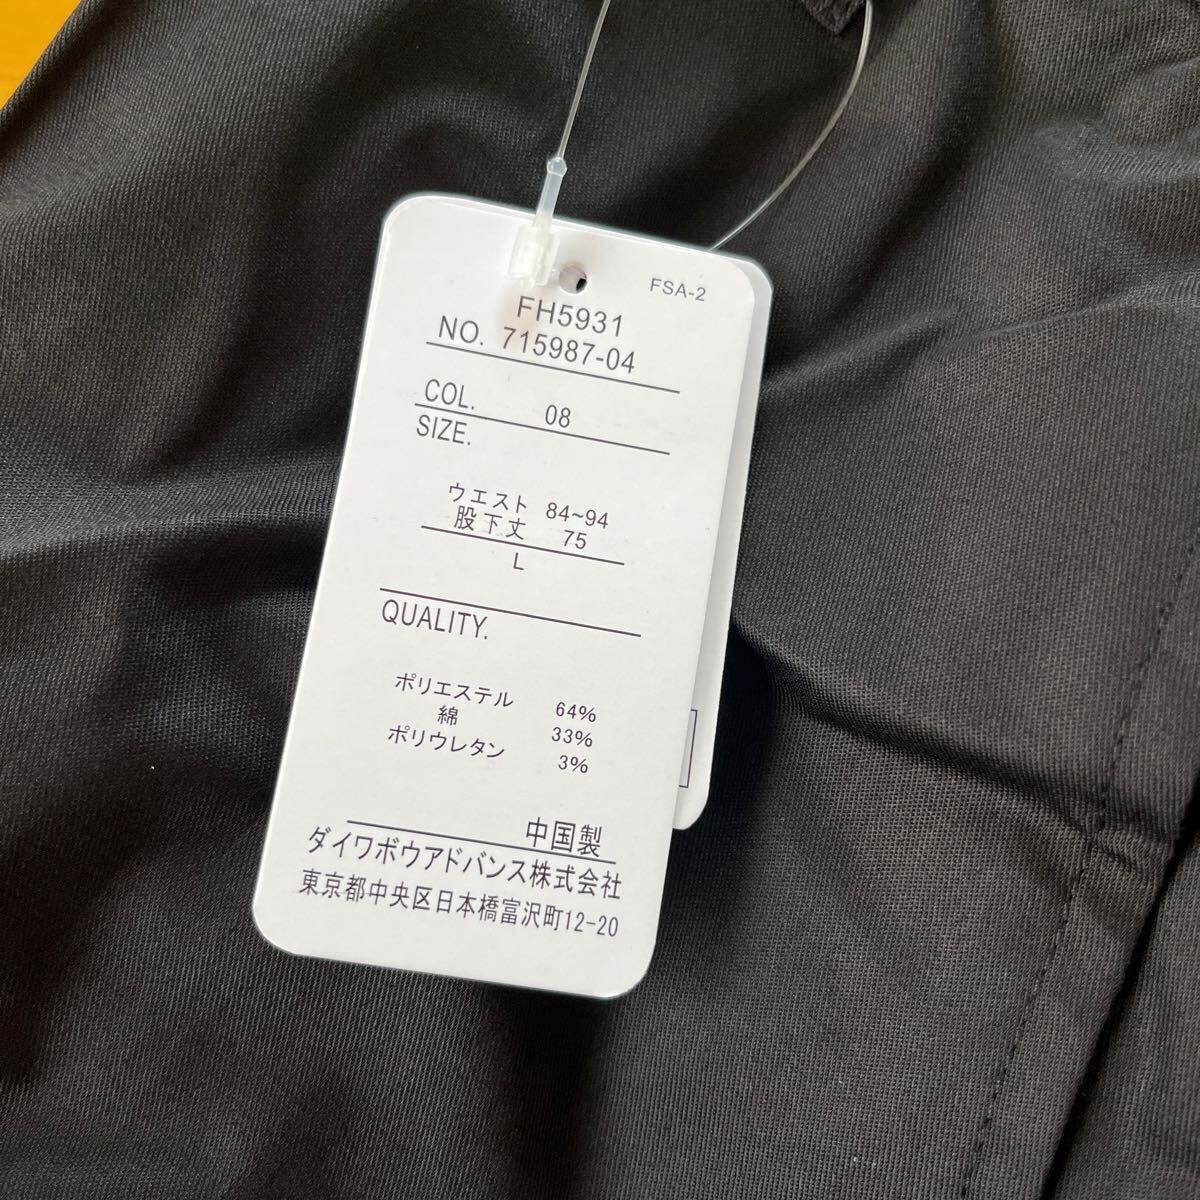 FSA-2
FH5931
NO. 715987-04
COL. 08
SIZE.
ウエスト 84~94
股下丈 75
L
QUALITY.
ポリエステル 64%
綿 33%
ポリウレタン 3%
中国製
ダイワボウアドバンス株式会社
東京都中央区日本橋富沢町12-20